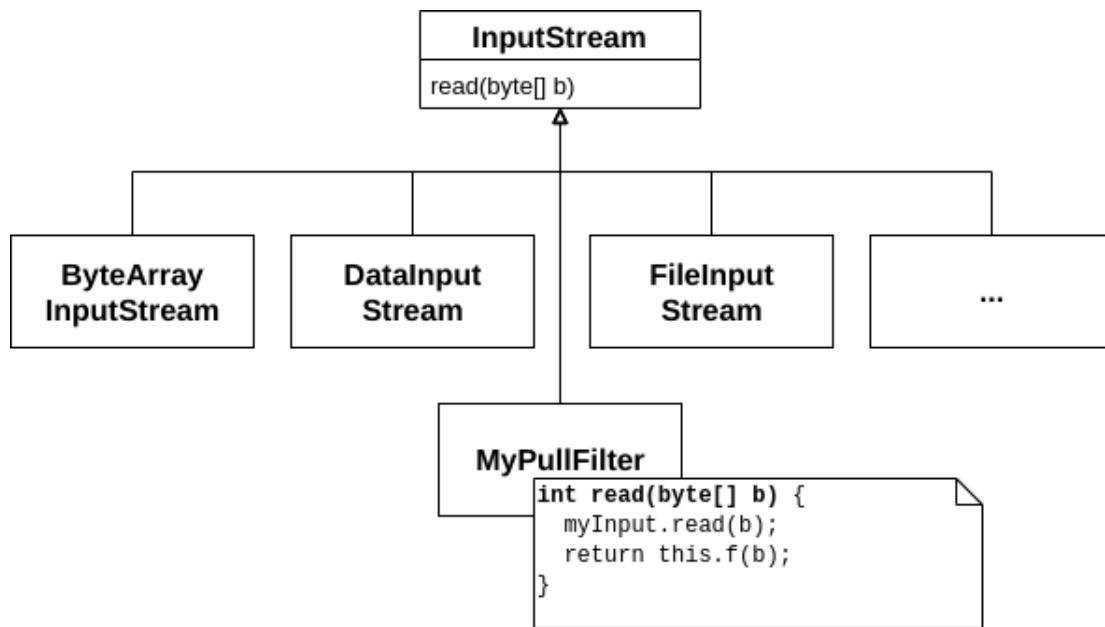 InputStream
read(byte[] b)
ByteArray
InputStream
DataInput
Stream
FileInput
Stream
...
MyPullFilter
int read(byte[] b) {
  myInput.read(b);
  return this.f(b);
}